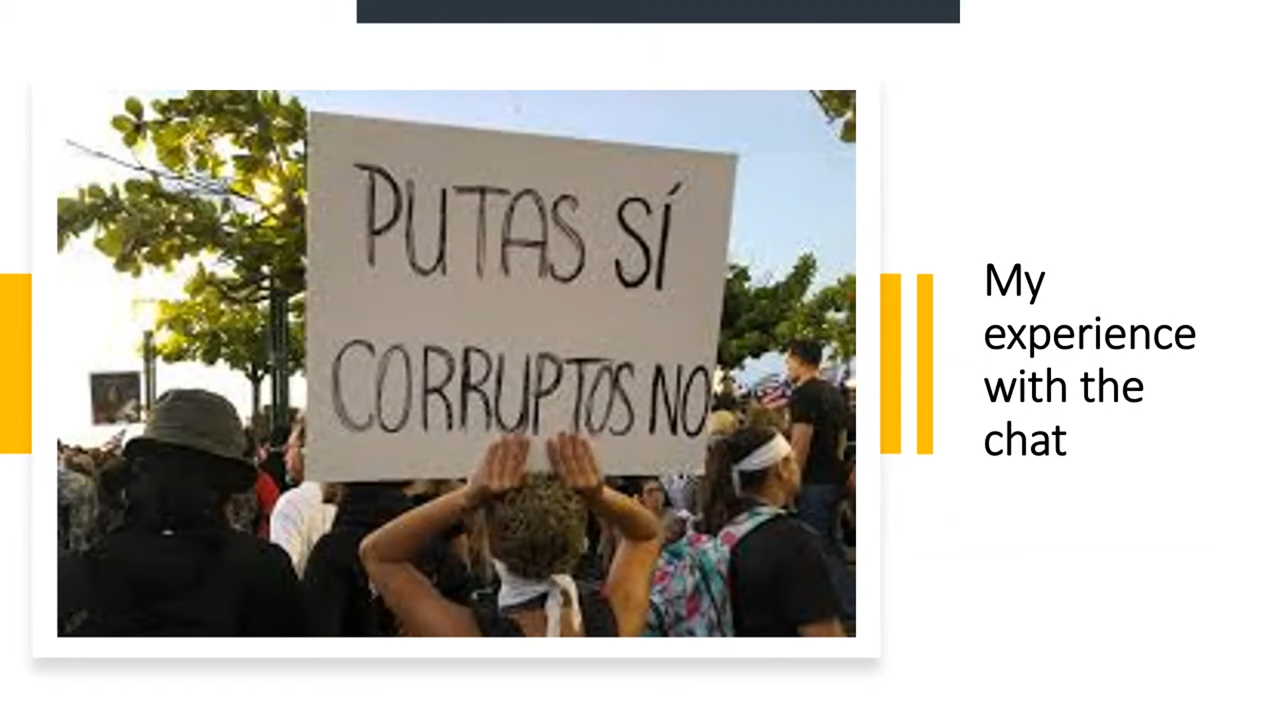 PUTAS SÍ
CORRUPTOS NO
My
experience
with the
chat